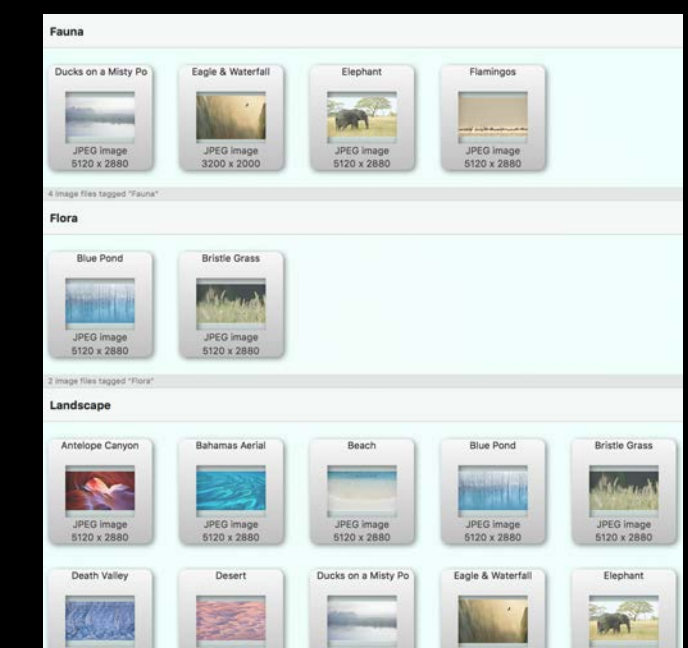 Fauna
Ducks on a Misty Po
Eagle & Waterfall
Elephant
Flamingos
JPEG image
5120 x 2880
JPEG image
3200 x 2000
JPEG image
5120 x 2880
JPEG image
5120 x 2880
4 image files tagged "Fauna"
Flora
Blue Pond
Bristle Grass
JPEG image
5120 x 2880
JPEG image
5120 x 2880
2 image files tagged "Flora"
Landscape
Antelope Canyon
Bahamas Aerial
Beach
Blue Pond
Bristle Grass
JPEG image
5120 x 2880
JPEG image
5120 x 2880
JPEG image
5120 x 2880
JPEG image
5120 x 2880
JPEG image
5120 x 2880
Death Valley
Desert
Ducks on a Misty Po
Eagle & Waterfall
Elephant